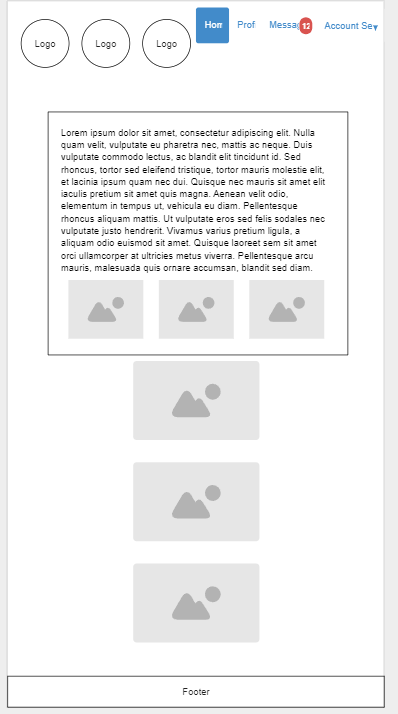 Logo Logo Logo Prof 12 Account Se
Lorem ipsum dolor sit amet, consectetur adipiscing elit. Nulla
quam velit, vulputate eu pharetra nec, mattis ac neque. Duis
vulputate commodo lectus, ac blandit elit tincidunt id. Sed
rhoncus, tortor sed eleifend tristique, tortor mauris molestie elit,
et lacinia ipsum quam nec dui. Quisque nec mauris sit amet elit
iaculis pretium sit amet quis magna. Aenean velit odio,
elementum in tempus ut, vehicula eu diam. Pellentesque
rhoncus aliquam mattis. Ut vulputate eros sed felis sodales nec
vulputate justo hendrerit. Vivamus varius pretium ligula, a
aliquam odio euismod sit amet. Quisque laoreet sem sit amet
orci ullamcorper at ultricies metus viverra. Pellentesque arcu
mauris, malesuada quis ornare accumsan, blandit sed diam.
Footer